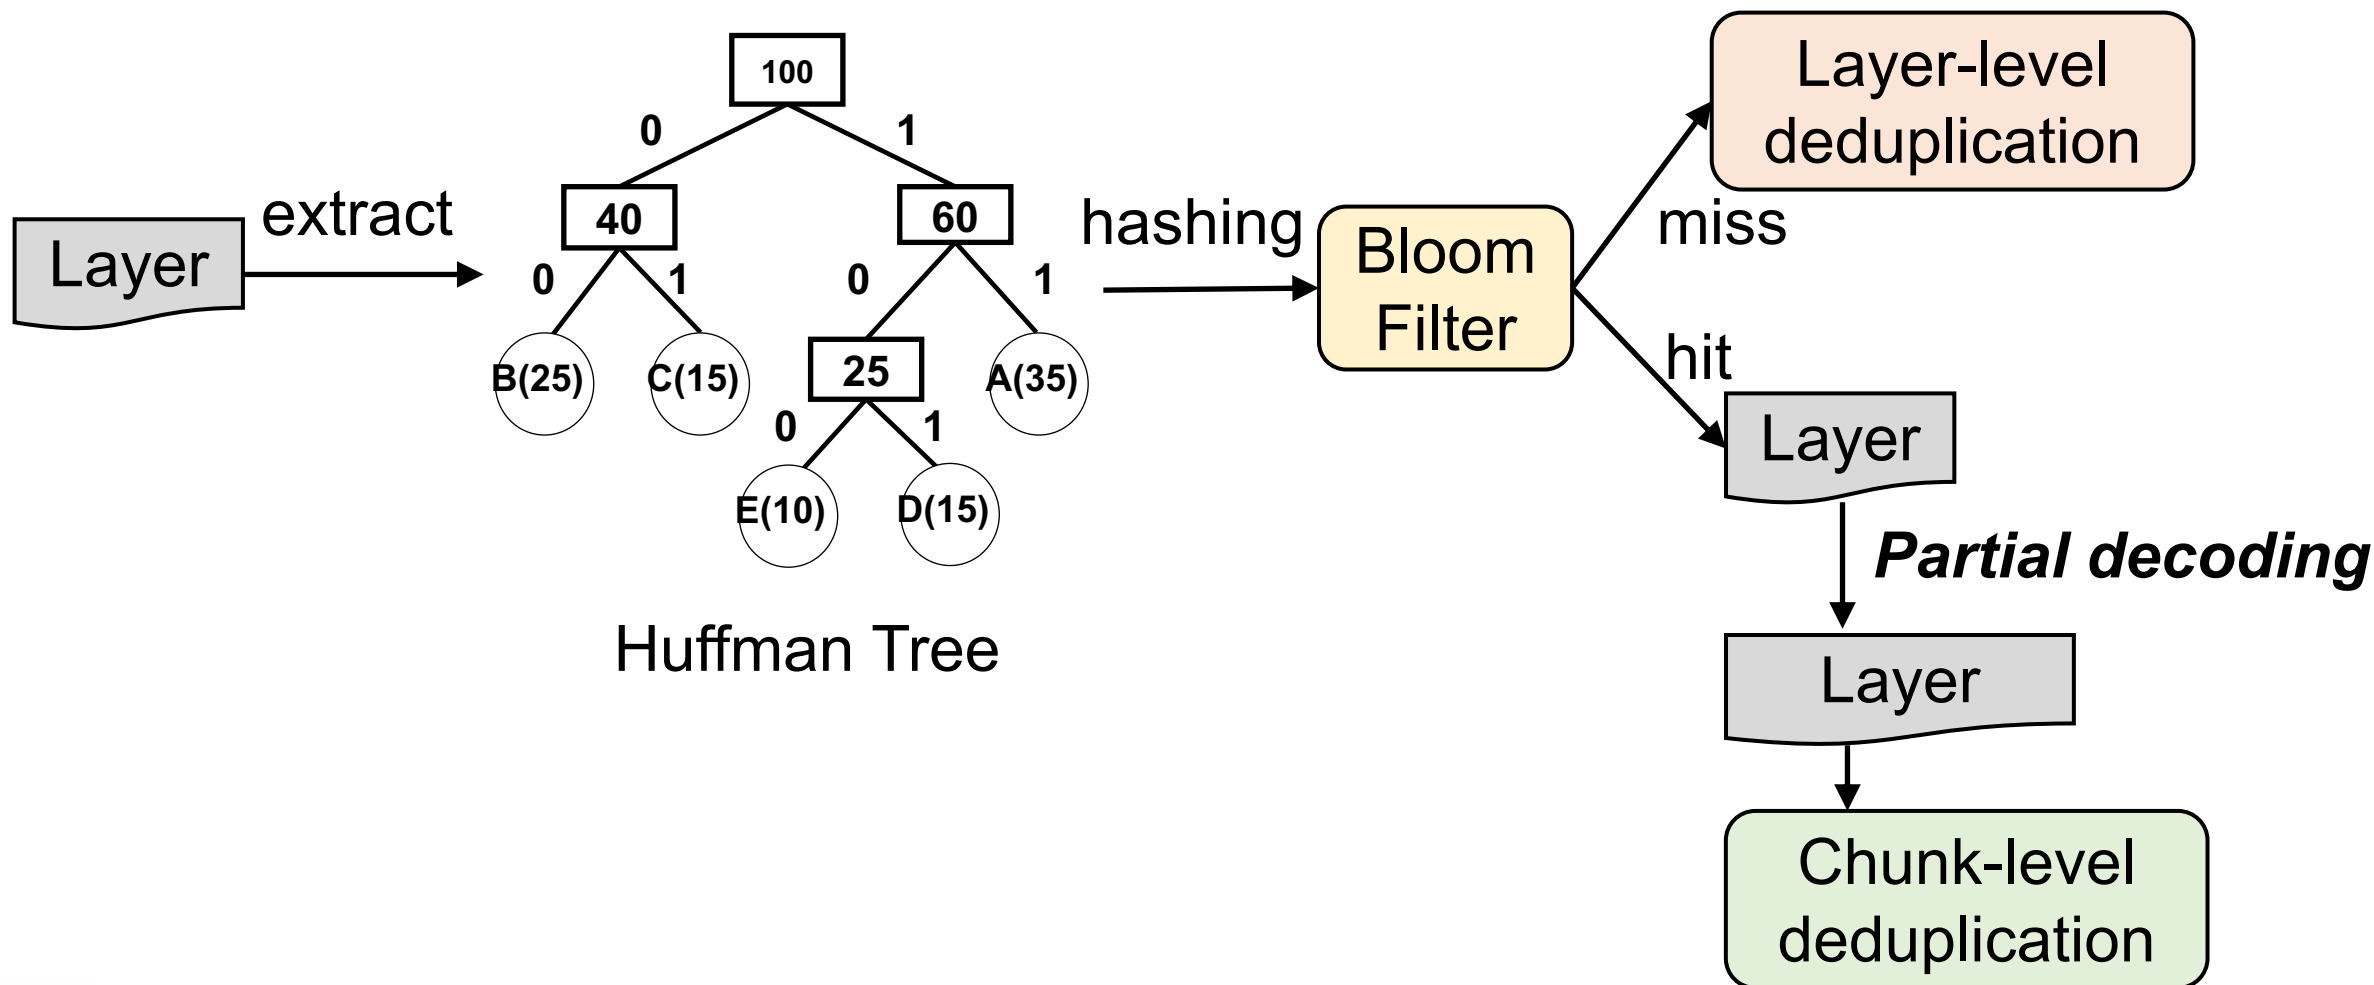 Layer
extract
100
0
1
40
60
0
1
0
1
B(25)
C(15)
25
A(35)
0
1
E(10)
D(15)
Huffman Tree
hashing
Bloom
Filter
miss
Layer-level
deduplication
hit
Layer
Partial decoding
Layer
Chunk-level
deduplication